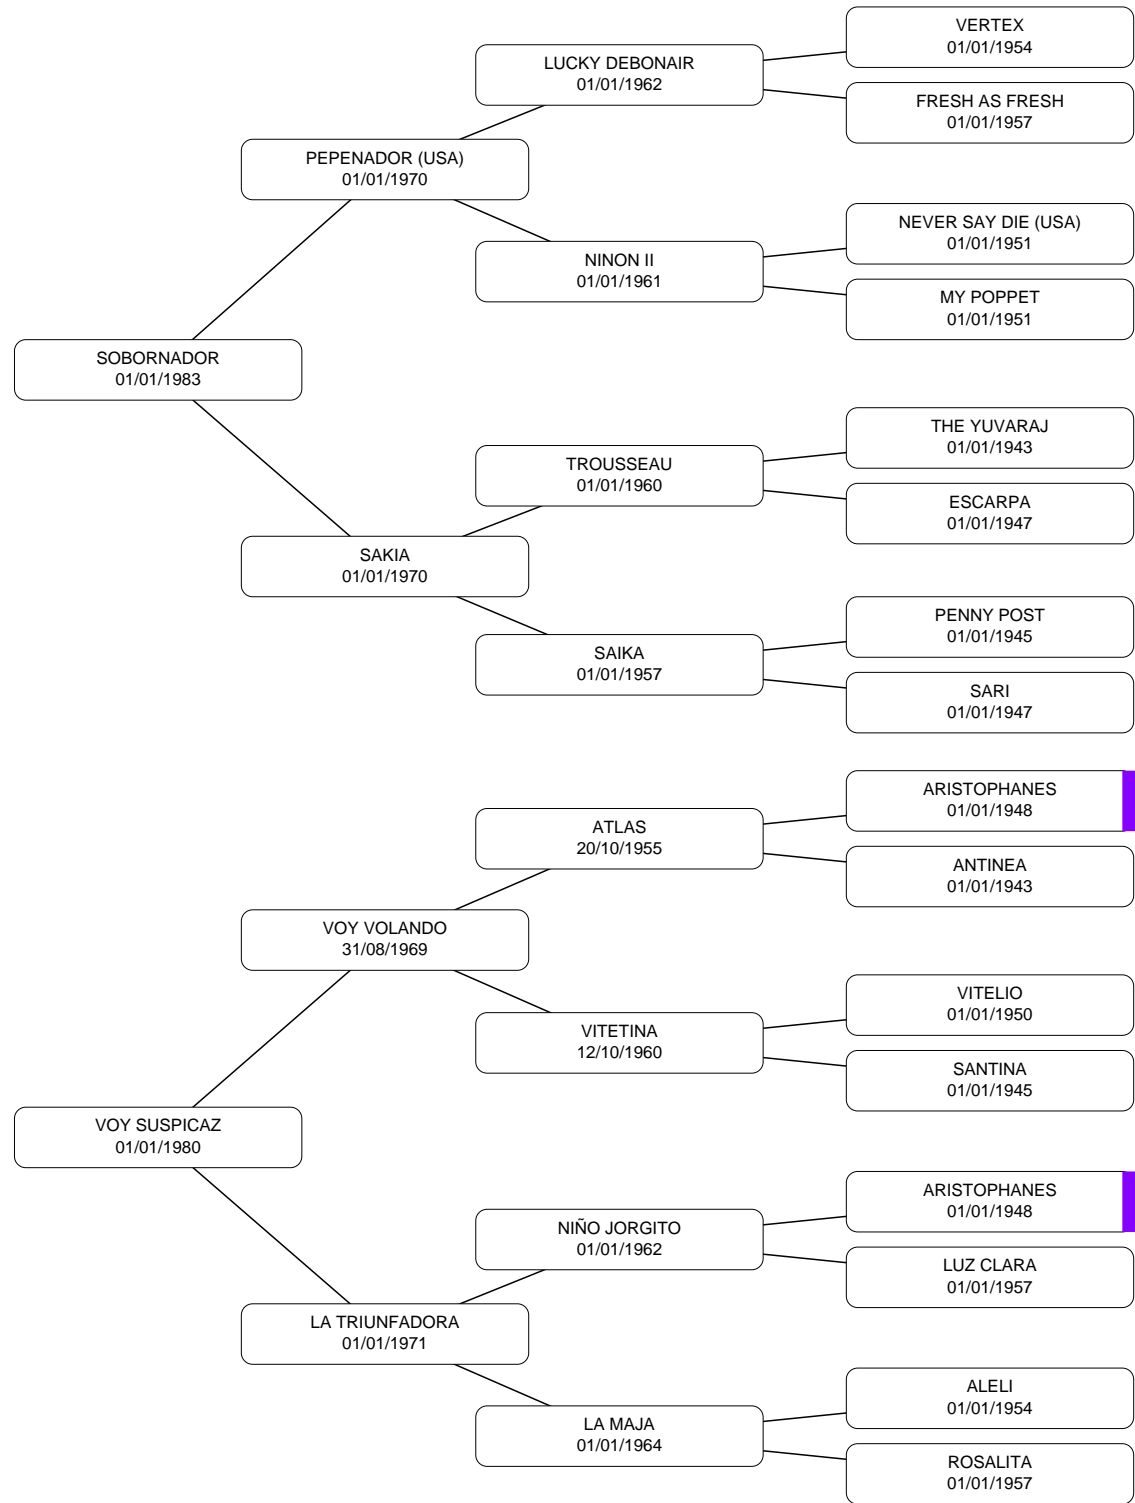 VERTEX
01/01/1954
LUCKY DEBONAIR
01/01/1962
FRESH AS FRESH
01/01/1957
PEPENADOR (USA)
01/01/1970
NEVER SAY DIE (USA)
01/01/1951
NINON II
01/01/1961
MY POPPET
01/01/1951
SOBORNADOR
01/01/1983
THE YUVARAJ
01/01/1943
TROUSSEAU
01/01/1960
ESCARPA
01/01/1947
SAKIA
01/01/1970
PENNY POST
01/01/1945
SAIKA
01/01/1957
SARI
01/01/1947
ARISTOPHANES
01/01/1948
ATLAS
20/10/1955
ANTINEA
01/01/1943
VOY VOLANDO
31/08/1969
VITELIO
01/01/1950
VITETINA
12/10/1960
SANTINA
01/01/1945
VOY SUSPICAZ
01/01/1980
ARISTOPHANES
01/01/1948
NIÑO JORGITO
01/01/1962
LUZ CLARA
01/01/1957
LA TRIUNFADORA
01/01/1971
ALELI
01/01/1954
LA MAJA
01/01/1964
ROSALITA
01/01/1957